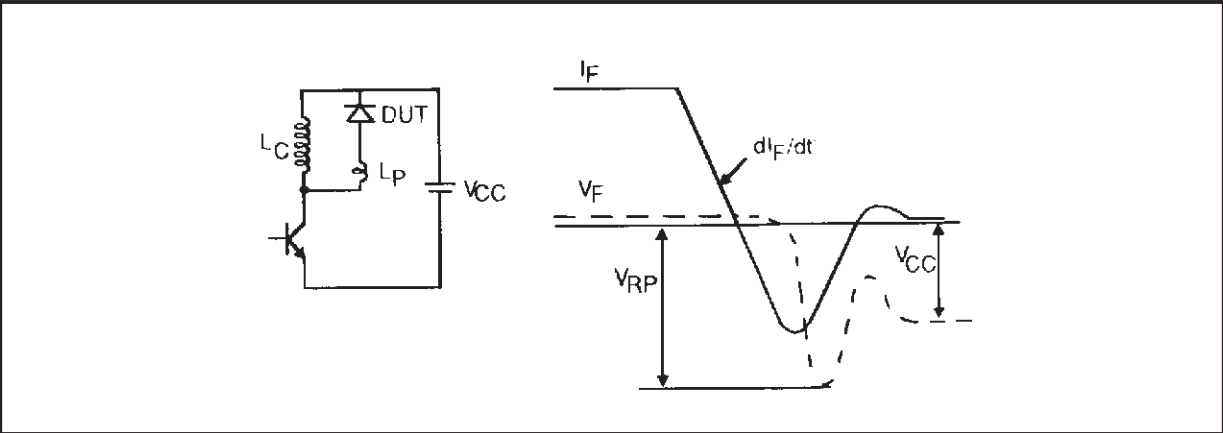 DUT
LC
LP
VCC
IF
dIF/dt
VF
VRP
VCC